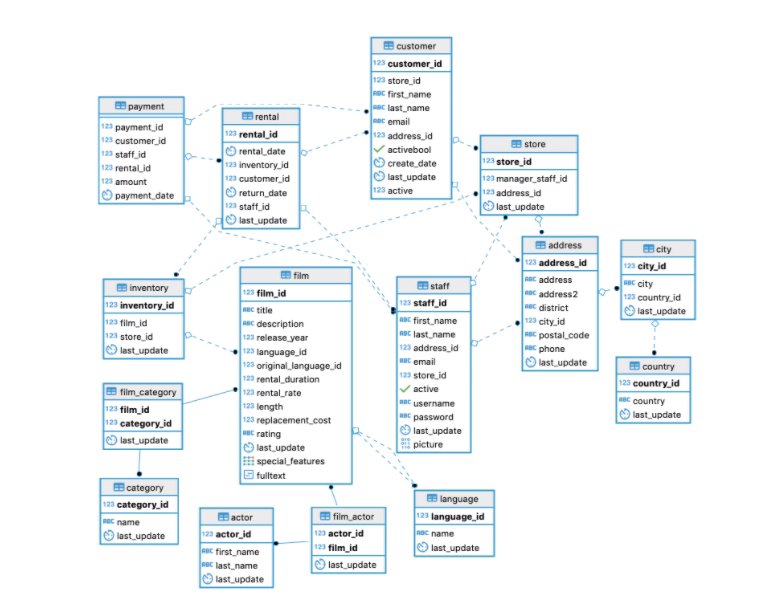 customer
123 customer_id
123 store_id
ABC first_name
ABC last_name
ABC email
123 address_id
activebool
create_date
last_update
123 active
payment
123 payment_id
123 customer_id
123 staff_id
123 rental_id
123 amount
payment_date
rental
123 rental_id
rental_date
123 inventory_id
123 customer_id
return_date
123 staff_id
last_update
store
123 store_id
123 manager_staff_id
123 address_id
last_update
address
123 address_id
ABC address
ABC address2
ABC district
123 city_id
ABC postal_code
ABC phone
last_update
city
123 city_id
ABC city
123 country_id
last_update
inventory
123 inventory_id
123 film_id
123 store_id
last_update
film
123 film_id
ABC title
ABC description
123 release_year
123 language_id
123 original_language_id
123 rental_duration
123 rental_rate
123 length
123 replacement_cost
ABC rating
last_update
special_features
fulltext
staff
123 staff_id
ABC first_name
ABC last_name
123 address_id
ABC email
123 store_id
active
ABC username
ABC password
last_update
picture
country
123 country_id
ABC country
last_update
film_category
123 film_id
123 category_id
last_update
category
123 category_id
ABC name
last_update
actor
123 actor_id
ABC first_name
ABC last_name
last_update
film_actor
123 actor_id
123 film_id
last_update
language
123 language_id
ABC name
last_update